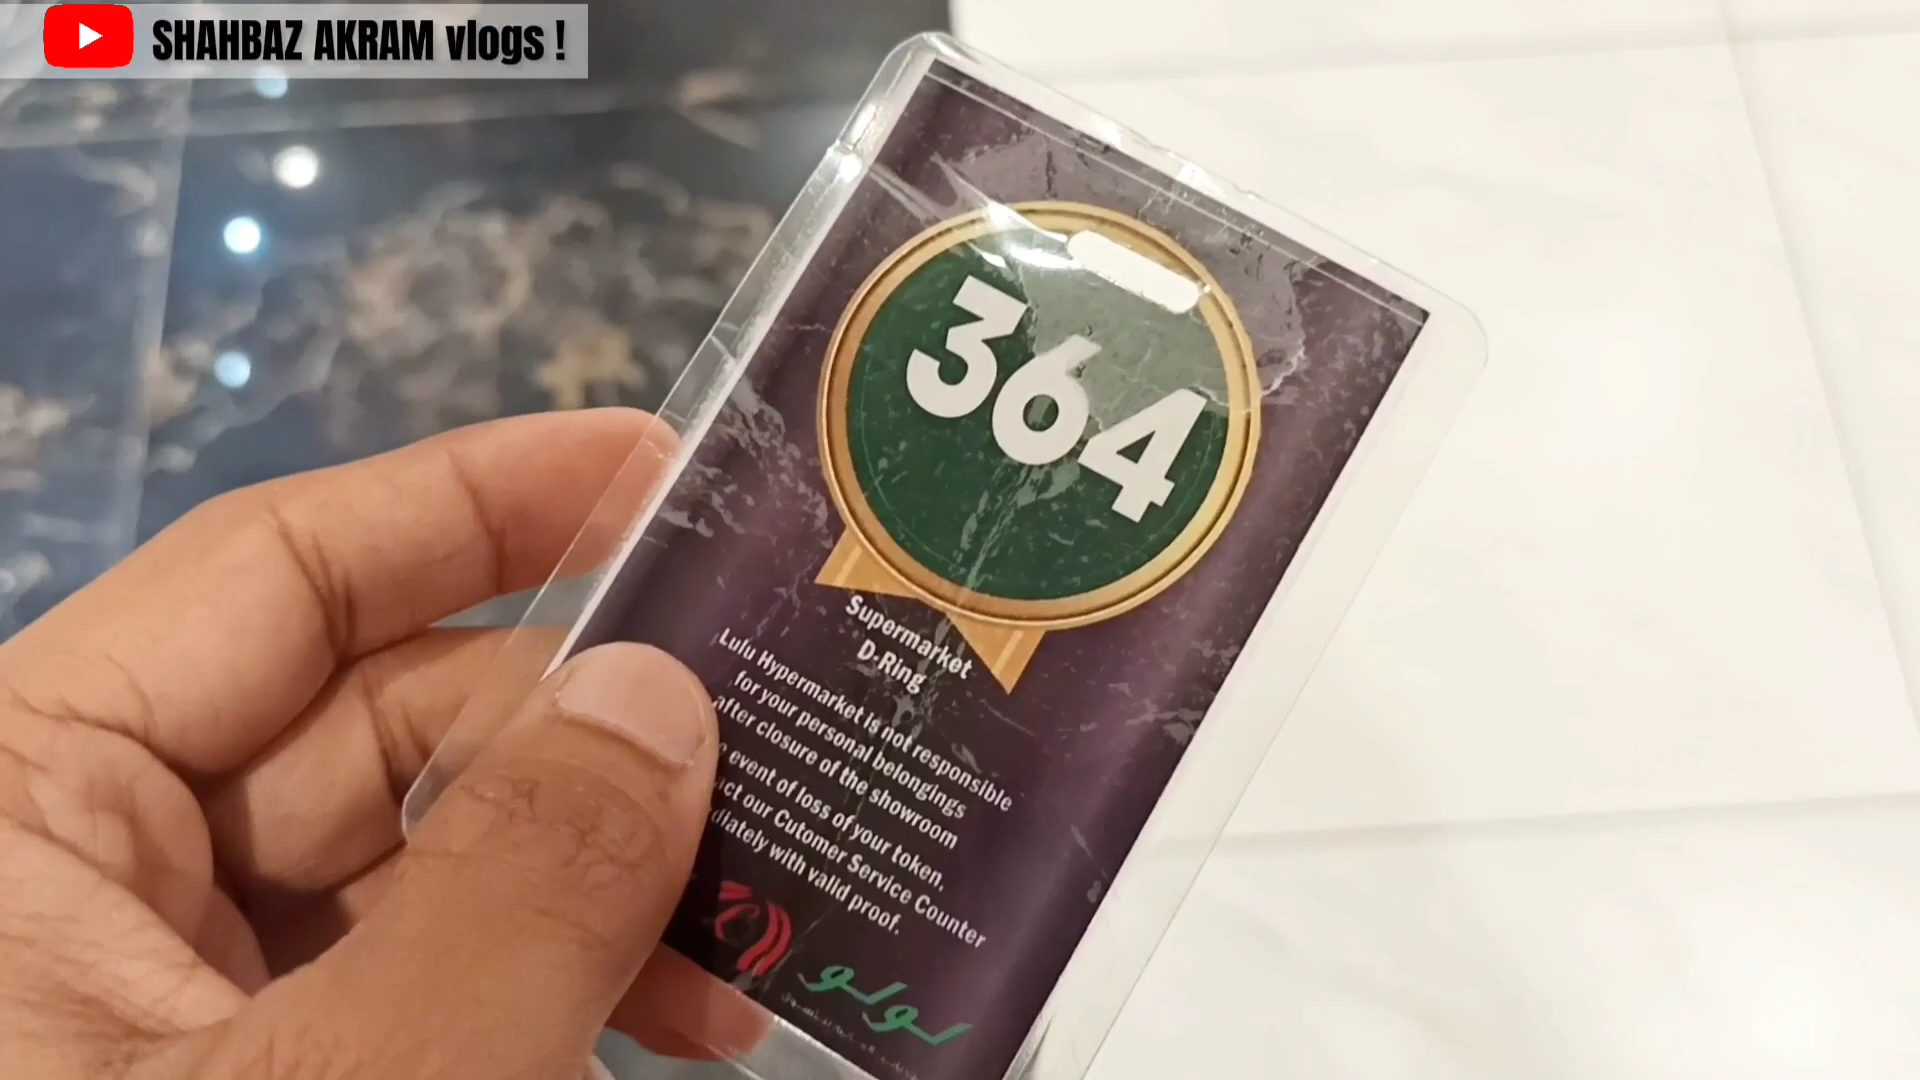 SHAHBAZ AKRAM vlogs !
364
Supermarket
D-Ring
Lulu Hypermarket is not responsible
for your personal belongings
after closure of the showroom
event of loss of your token,
our Cutomer Service Counter
with valid proof.
لولو